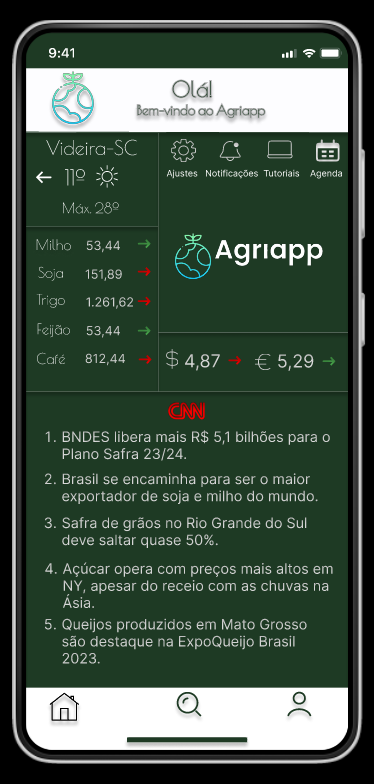 9:41
Olá!
Bem-vindo ao Agriapp
Videira-SC
11º
Máx. 28º
Ajustes
Notificações
Tutoriais
Agenda
Agriapp
Milho 53,44
Soja 151,89
Trigo 1.261,62
Feijão 53,44
Café 812,44
$ 4,87
€ 5,29
CNN
1. BNDES libera mais R$ 5,1 bilhões para o
Plano Safra 23/24.
2. Brasil se encaminha para ser o maior
exportador de soja e milho do mundo.
3. Safra de grãos no Rio Grande do Sul
deve saltar quase 50%.
4. Açúcar opera com preços mais altos em
NY, apesar do receio com as chuvas na
Ásia.
5. Queijos produzidos em Mato Grosso
são destaque na ExpoQueijo Brasil
2023.